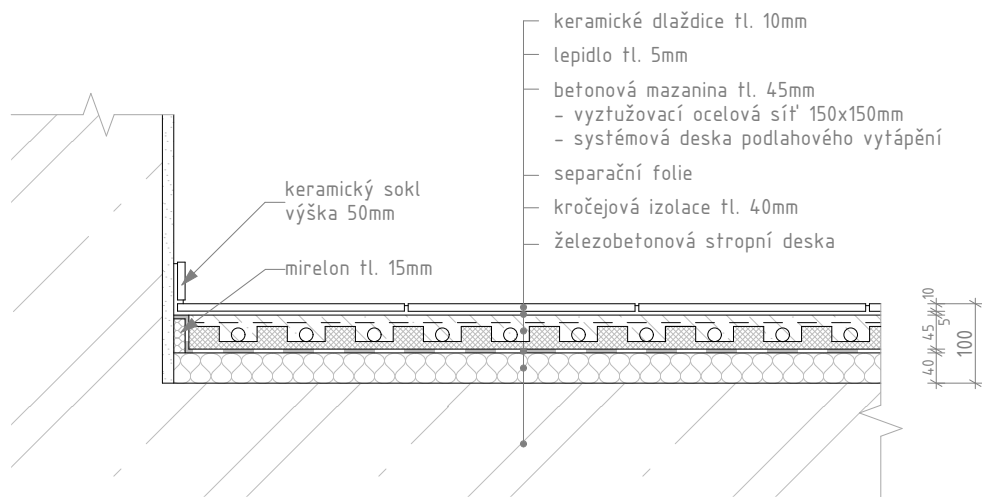 keramické dlaždice tl. 10mm
lepidlo tl. 5mm
betonová mazanina tl. 45mm
- vyztužovací ocelová síť 150x150mm
- systémová deska podlahového vytápění
separační folie
kročejová izolace tl. 40mm
železobetonová stropní deska
keramický sokl
výška 50mm
mirelon tl. 15mm
10
5
45
40
100